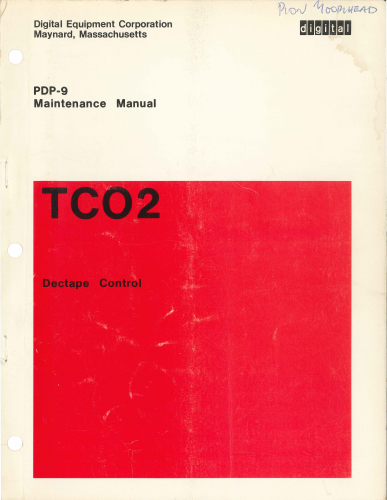 Digital Equipment Corporation
Maynard, Massachusetts
digital
PDP-9
Maintenance Manual
TC02
Dectape Control